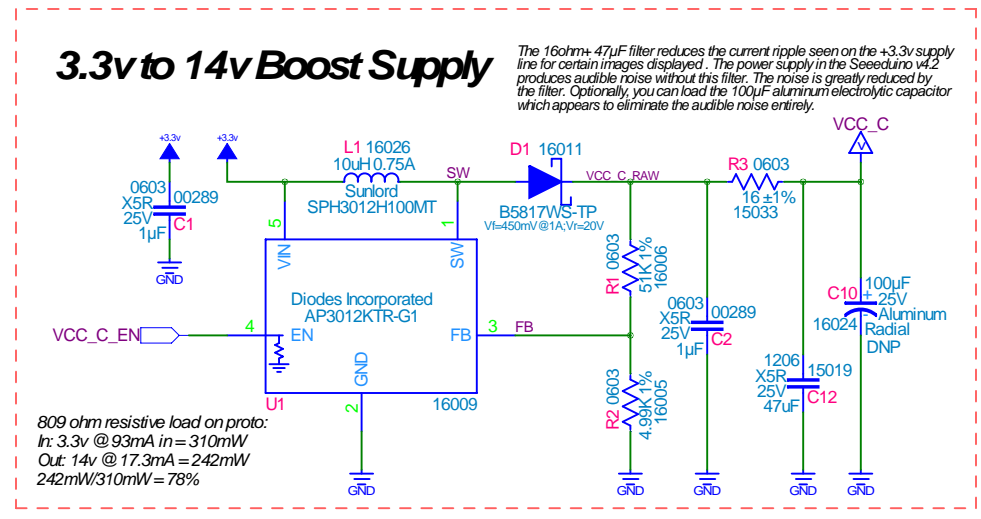 3.3v to 14v Boost Supply
The 16ohm+ 47µF filter reduces the current ripple seen on the +3.3v supply
line for certain images displayed . The power supply in the Seeeduino v4.2
produces audible noise without this filter. The noise is greatly reduced by
the filter. Optionally, you can load the 100µF aluminum electrolytic capacitor
which appears to eliminate the audible noise entirely.
+3.3v
+3.3v
L1 16026
10uH 0.75A
Sunlord
SPH3012H100MT
SW
D1 16011
B5817WS-TP
Vf=450mV@1A;Vr=20V
VCC_C_RAW
R3 0603
16 ±1%
15033
VCC_C
V
0603
X5R
25V
1µF
00289
C1
GND
5
VIN
1
SW
Diodes Incorporated
AP3012KTR-G1
VCC_C_EN
4
EN
FB
3
FB
GND
2
U1
16009
GND
R1 0603
51K 1%
16006
R2 0603
4.99K 1%
16005
GND
0603
X5R
25V
1µF
00289
C2
GND
1206
X5R
25V
47uF
15019
C12
GND
C10
16024
+
-
100µF
25V
Aluminum
Radial
DNP
GND
809 ohm resistive load on proto:
In: 3.3v @ 93mA in = 310mW
Out: 14v @ 17.3mA = 242mW
242mW/310mW = 78%